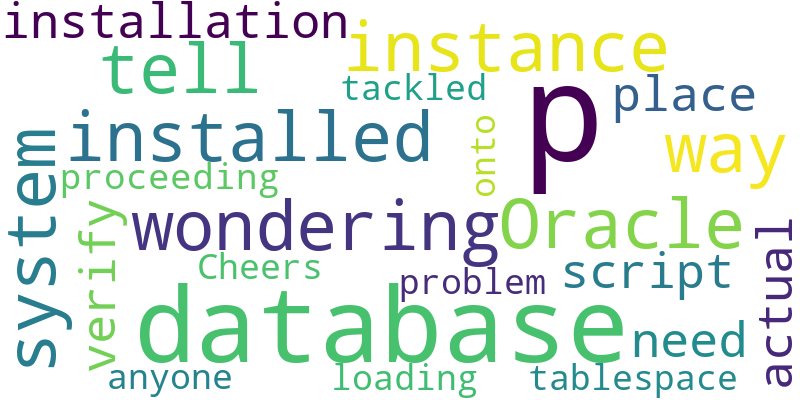 installation
instance
tell
tackled
p
place
installed
way
onto
system
proceeding
wondering
Oracle
verify
Cheers
script
actual
problem
database
need
anyone
loading
tablespace